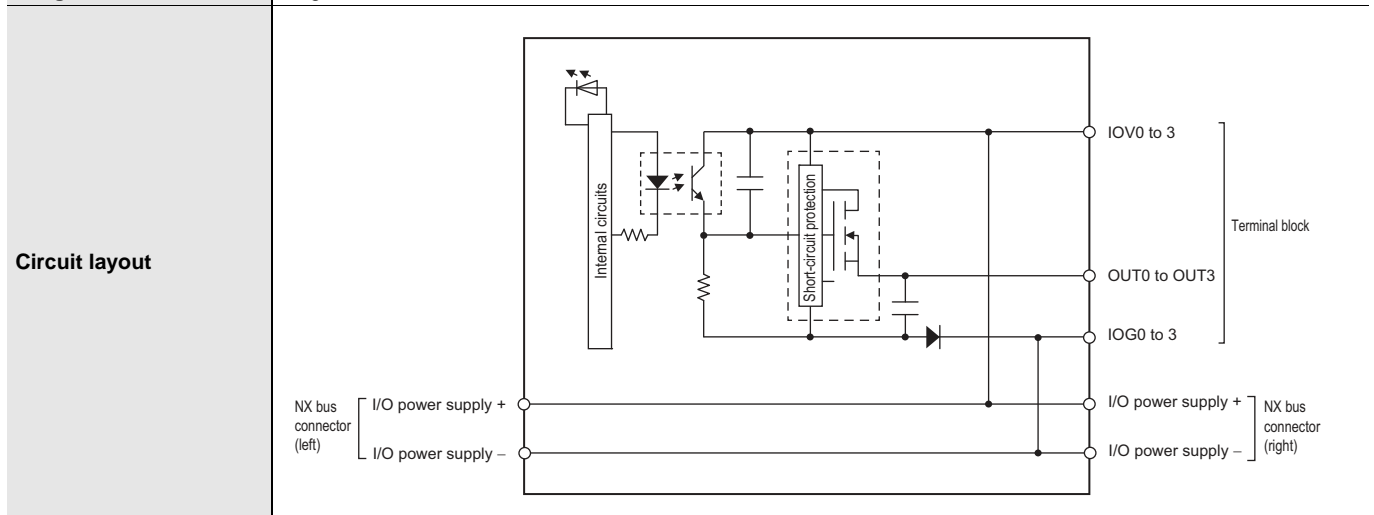 Circuit layout
Internal circuits
Short-circuit protection
IOV0 to 3
Terminal block
OUT0 to OUT3
IOG0 to 3
NX bus
connector
(left)
I/O power supply +
I/O power supply −
I/O power supply +
I/O power supply −
NX bus
connector
(right)